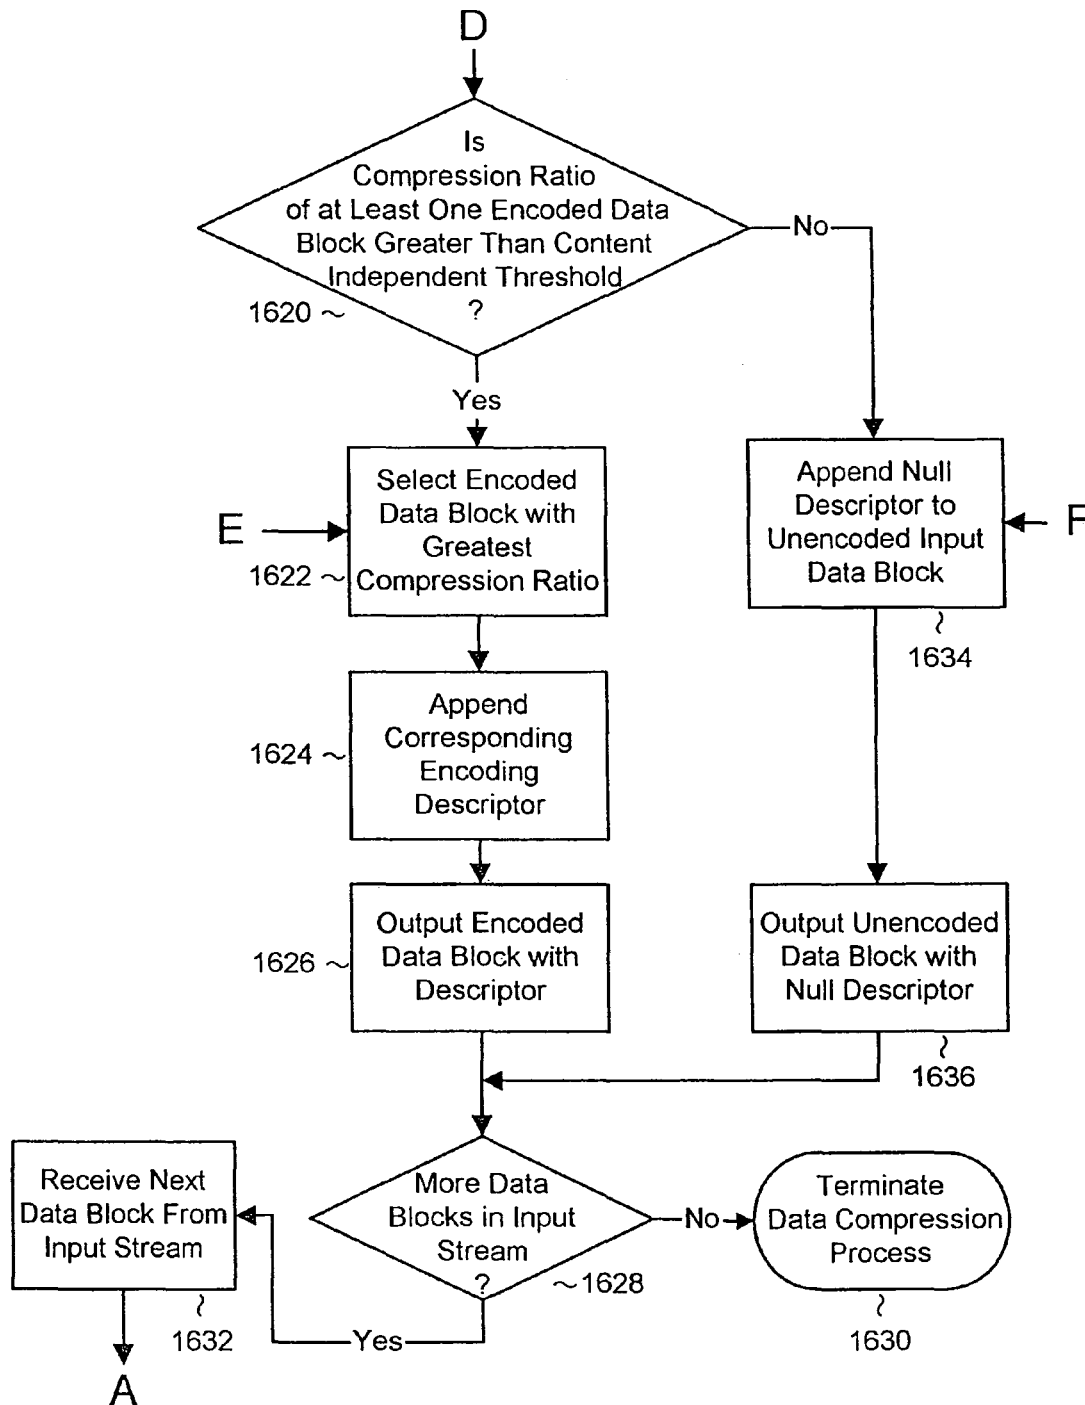 D
Is
Compression Ratio
of at Least One Encoded Data
Block Greater Than Content
Independent Threshold
?
1620
No
Yes
E
Select Encoded
Data Block with
Greatest
Compression Ratio
1622
Append Null
Descriptor to
Unencoded Input
Data Block
F
1634
Append
Corresponding
Encoding
Descriptor
1624
Output Encoded
Data Block with
Descriptor
1626
Output Unencoded
Data Block with
Null Descriptor
1636
Receive Next
Data Block From
Input Stream
1632
A
More Data
Blocks in Input
Stream
?
1628
Yes
No
Terminate
Data Compression
Process
1630